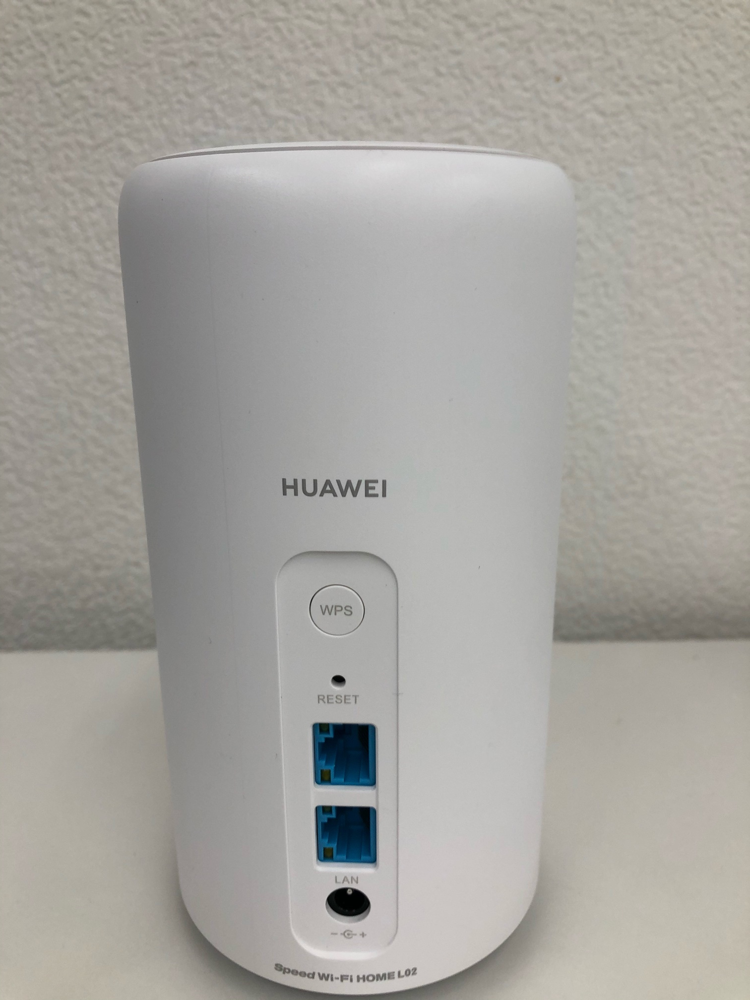 HUAWEI
WPS
RESET
LAN
- +
Speed Wi-Fi HOME L02